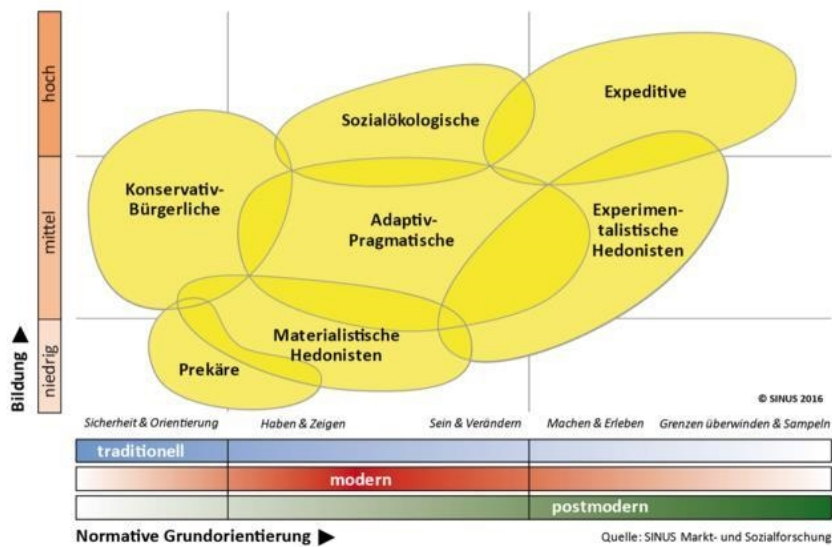 hoch
mittel
niedrig
Bildung ▶
Expeditive
Sozialökologische
Konservativ-
Bürgerliche
Adaptiv-
Pragmatische
Experimen-
talistische
Hedonisten
Materialistische
Hedonisten
Prekäre
© SINUS 2016
Sicherheit & Orientierung
Haben & Zeigen
Sein & Verändern
Machen & Erleben
Grenzen überwinden & Sampeln
traditionell
modern
postmodern
Normative Grundorientierung ▶
Quelle: SINUS Markt- und Sozialforschung